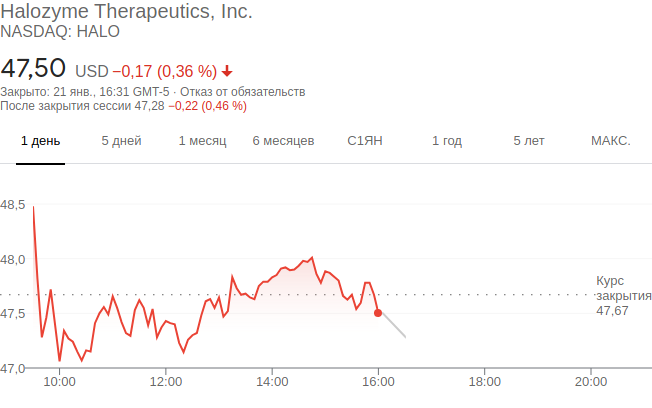 Halozyme Therapeutics, Inc.
NASDAQ: HALO
47,50 USD −0,17 (0,36 %)
Закрыто: 21 янв., 16:31 GMT-5 · Отказ от обязательств
После закрытия сессии 47,28 −0,22 (0,46 %)
1 день 5 дней 1 месяц 6 месяцев С1ЯН 1 год 5 лет МАКС.
48,5
48,0
Курс
закрытия
47,67
47,5
47,0
10:00 12:00 14:00 16:00 18:00 20:00